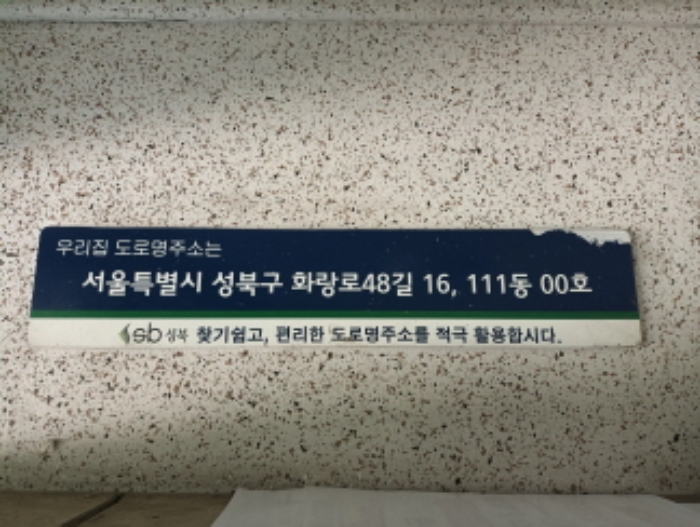 우리집 도로명주소는
서울특별시 성북구 화랑로48길 16, 111동 00호
sb 성북 찾기쉽고, 편리한 도로명주소를 적극 활용합시다.